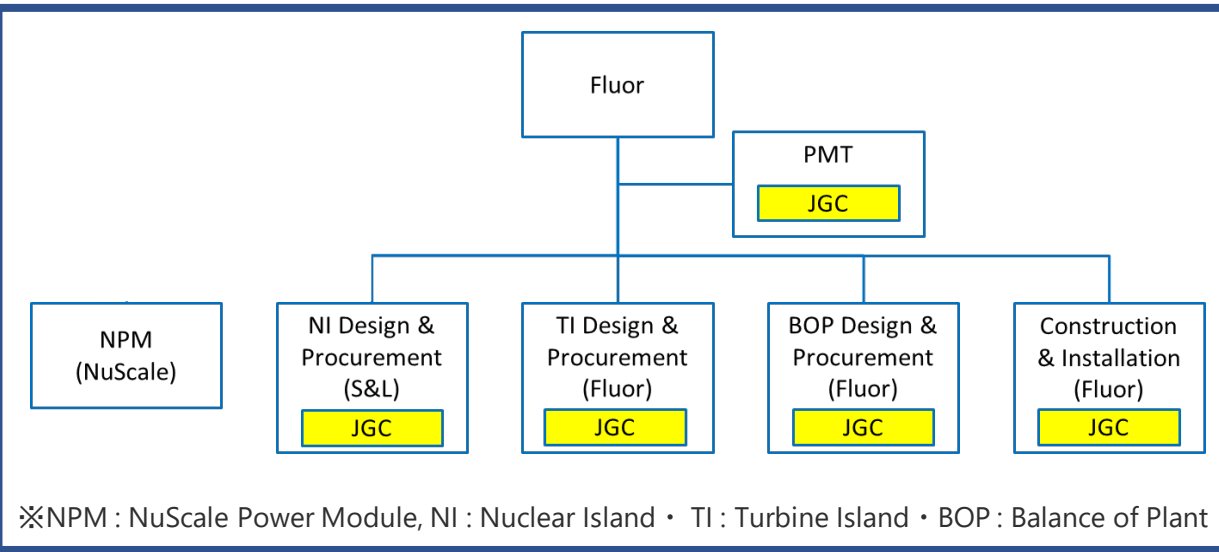 Fluor
PMT
JGC
NPM
(NuScale)
NI Design &
Procurement
(S&L)
JGC
TI Design &
Procurement
(Fluor)
JGC
BOP Design &
Procurement
(Fluor)
JGC
Construction
& Installation
(Fluor)
JGC
※NPM : NuScale Power Module, NI : Nuclear Island・ TI : Turbine Island・BOP : Balance of Plant